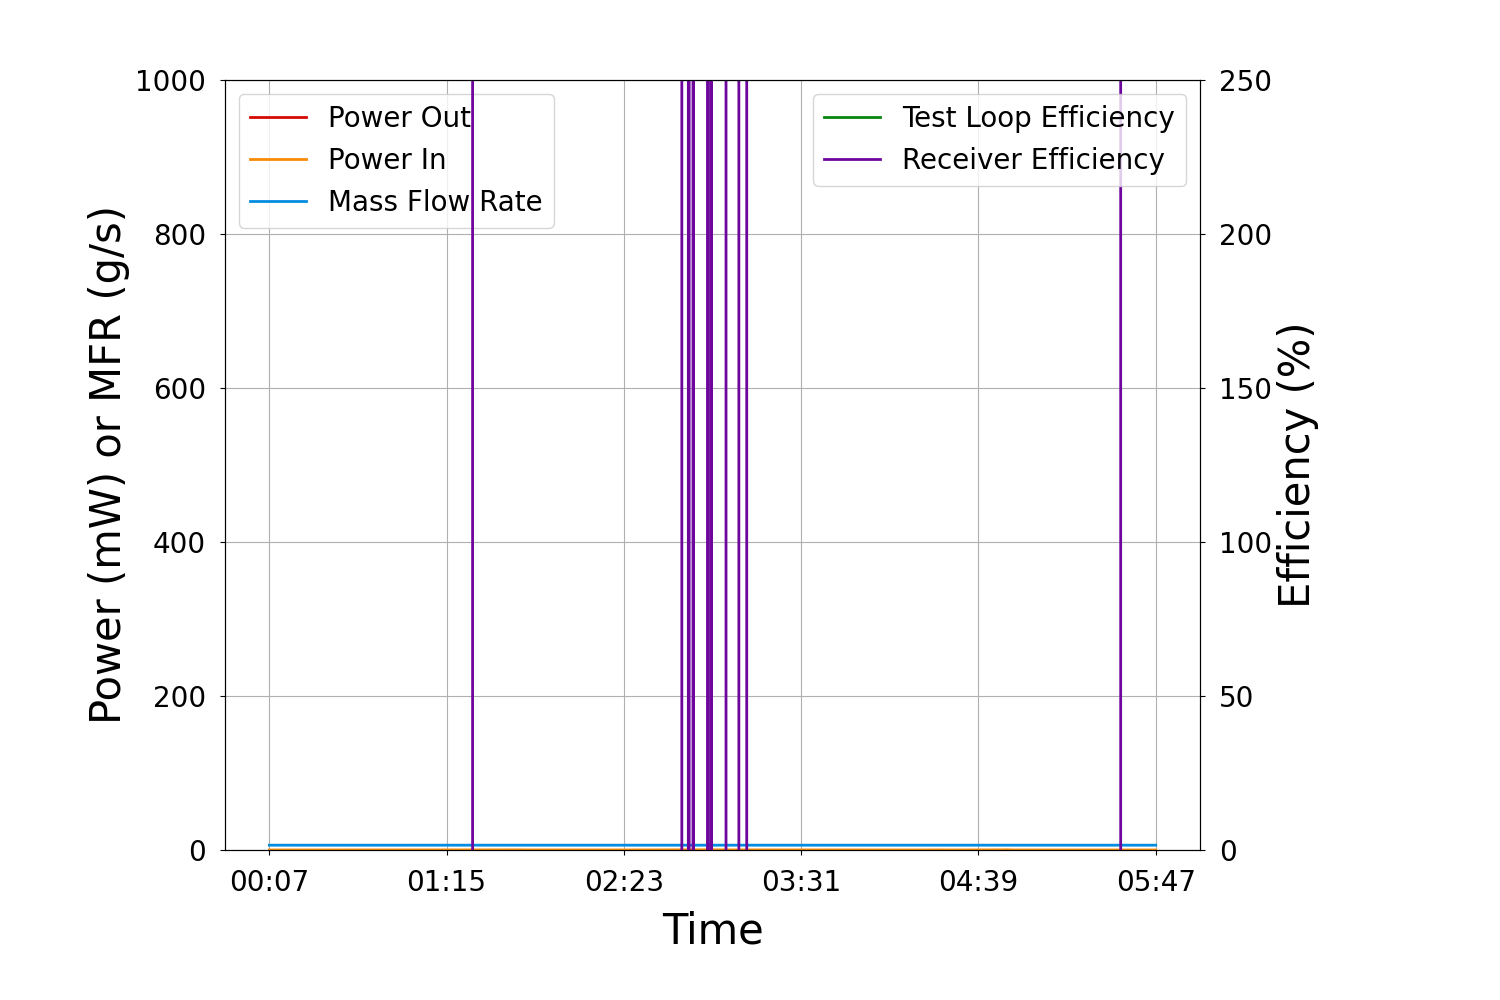 Power (mW) or MFR (g/s)
1000
800
600
400
200
0
Power Out
Power In
Mass Flow Rate
Test Loop Efficiency
Receiver Efficiency
250
200
150
100
50
0
Efficiency (%)
00:07 01:15 02:23 03:31 04:39 05:47
Time